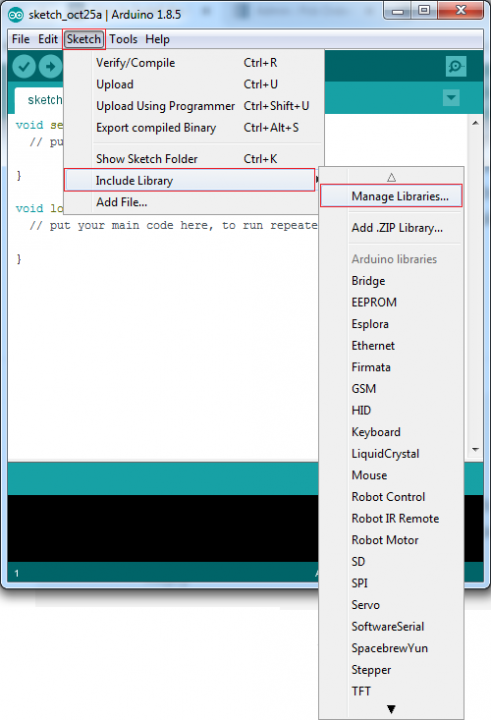 sketch_oct25a | Arduino 1.8.5
File Edit Sketch Tools Help
Verify/Compile Ctrl+R
Upload Ctrl+U
Upload Using Programmer Ctrl+Shift+U
Export compiled Binary Ctrl+Alt+S
Show Sketch Folder Ctrl+K
Include Library
Add File...
sketch
void se
// pu
}
void lo
// put your main code here, to run repeate
}
Manage Libraries...
Add .ZIP Library...
Arduino libraries
Bridge
EEPROM
Esplora
Ethernet
Firmata
GSM
HID
Keyboard
LiquidCrystal
Mouse
Robot Control
Robot IR Remote
Robot Motor
SD
SPI
Servo
SoftwareSerial
SpacebrewYun
Stepper
TFT
1